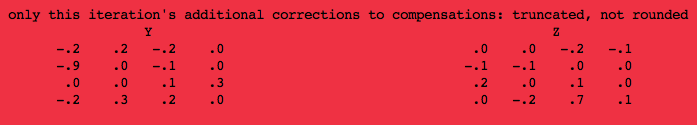 only this iteration's additional corrections to compensations: truncated, not rounded
Y Z
-.2 .2 -.2 .0 .0 .0 -.2 -.1
-.9 .0 -.1 .0 -.1 -.1 .0 .0
.0 .0 .1 .3 .2 .0 .1 .0
-.2 .3 .2 .0 .0 -.2 .7 .1